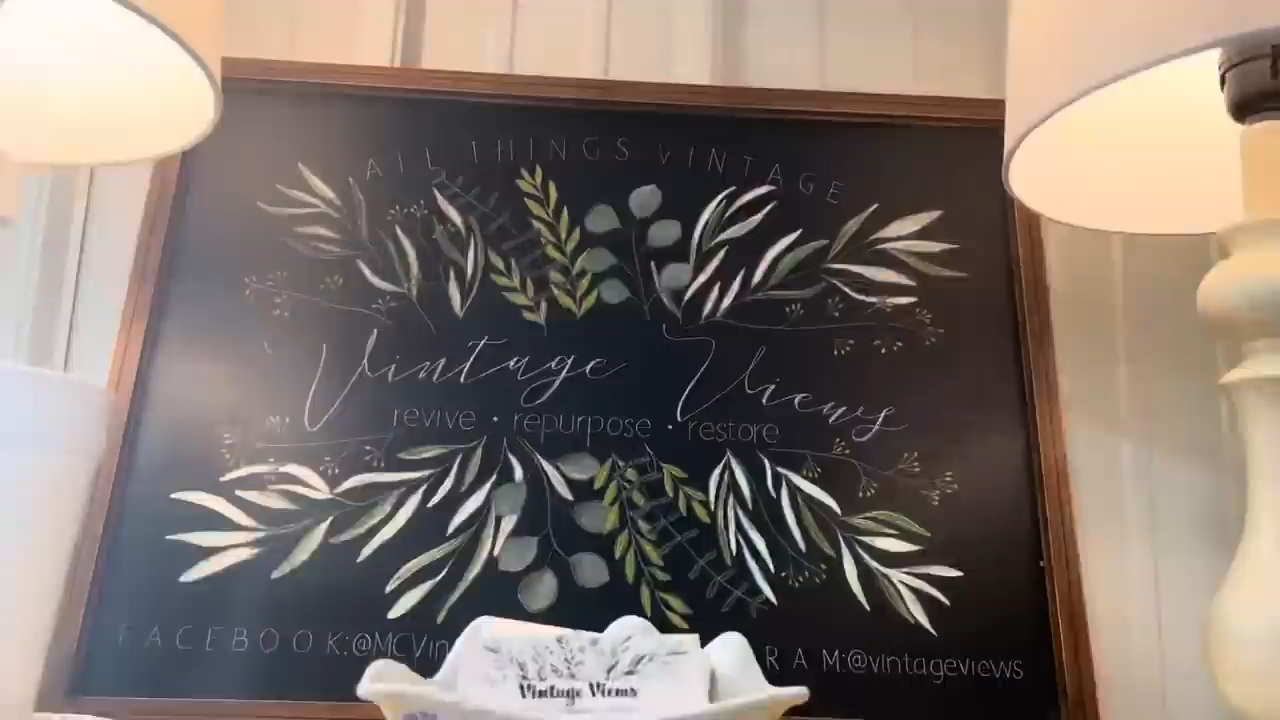 ALL THINGS VINTAGE
Vintage Views
revive • repurpose • restore
FACEBOOK:@MCVin RAM:@vintageviews
Vintage Views